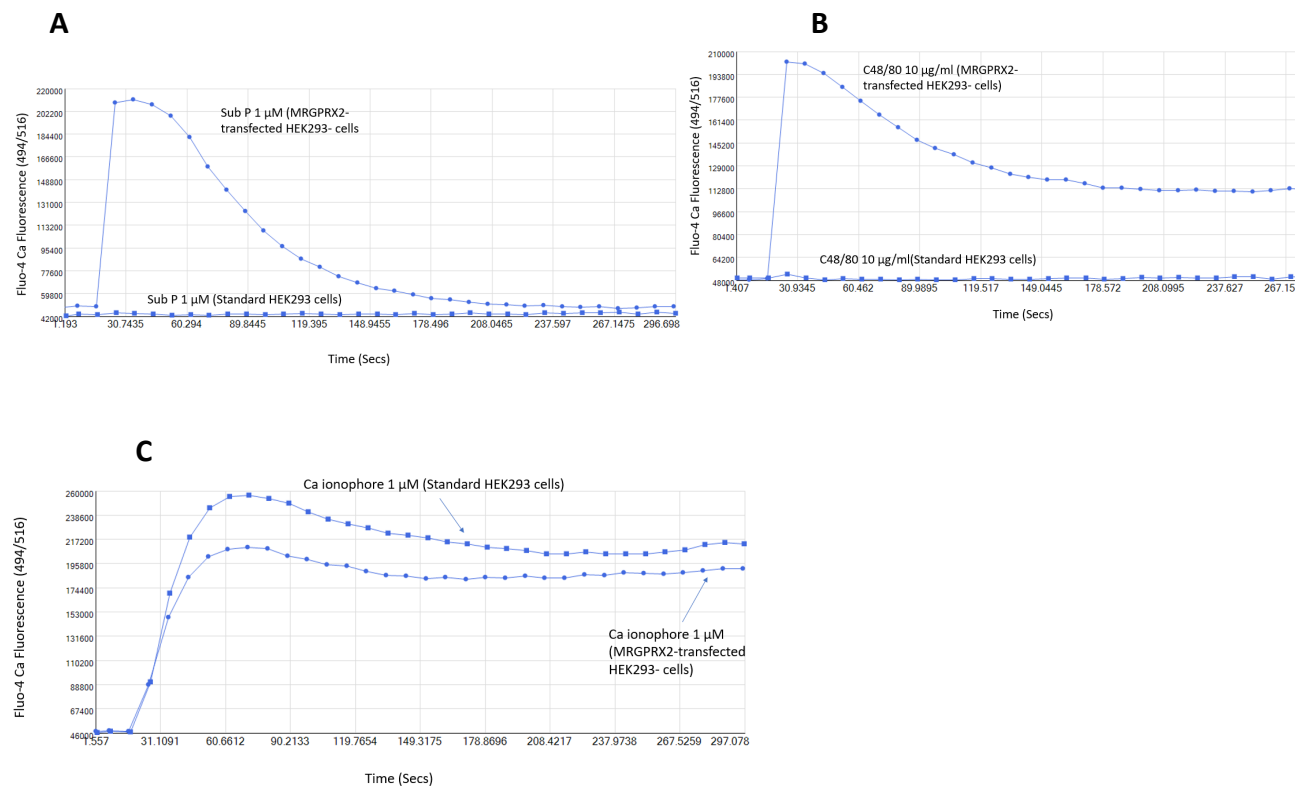 A
Fluo-4 Ca Fluorescence (494/516)
220000
202200
184400
166600
148800
131000
113200
95400
77600
59800
42000
Sub P 1 µM (MRGPRX2-
transfected HEK293- cells
Sub P 1 µM (Standard HEK293 cells)
1.193 30.7435 60.294 89.8445 119.395 148.9455 178.496 208.0465 237.597 267.1475 296.698
Time (Secs)
B
Fluo-4 Ca Fluorescence (494/516)
210000
193800
177600
161400
145200
129000
112800
96600
80400
64200
48000
C48/80 10 µg/ml (MRGPRX2-
transfected HEK293 cells)
C48/80 10 µg/ml(Standard HEK293 cells)
1.407 30.9345 60.462 89.9895 119.517 149.0445 178.572 208.0995 237.627 267.15
Time (Secs)
C
Fluo-4 Ca Fluorescence (494/516)
260000
238600
217200
195800
174400
153000
131600
110200
88800
67400
46000
Ca ionophore 1 µM (Standard HEK293 cells)
Ca ionophore 1 µM
(MRGPRX2-transfected
HEK293- cells)
1.557 31.1091 60.6612 90.2133 119.7654 149.3175 178.8696 208.4217 237.9738 267.5259 297.078
Time (Secs)